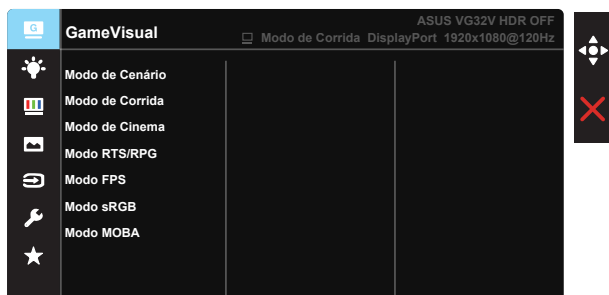 G
GameVisual
ASUS VG32V HDR OFF
Modo de Corrida DisplayPort 1920x1080@120Hz
Modo de Cenário
Modo de Corrida
Modo de Cinema
Modo RTS/RPG
Modo FPS
Modo sRGB
Modo MOBA